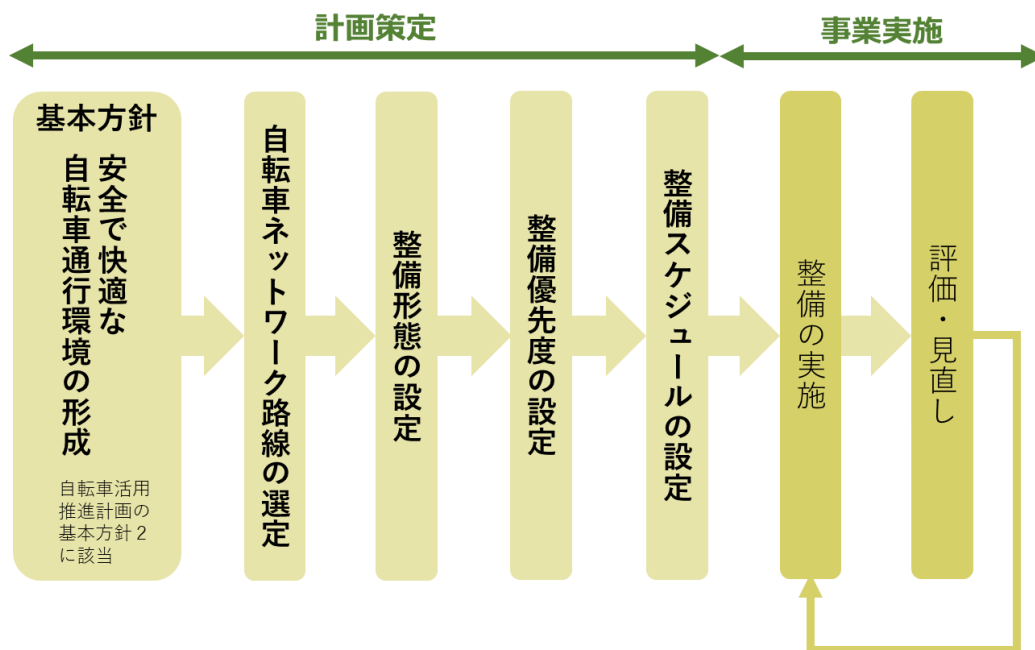 計画策定
事業実施
基本方針
安全で快適な
自転車通行環境の形成
自転車活用
推進計画の
基本方針２
に該当
自転車ネットワーク路線の選定
整備形態の設定
整備優先度の設定
整備スケジュールの設定
整備の実施
評価・見直し